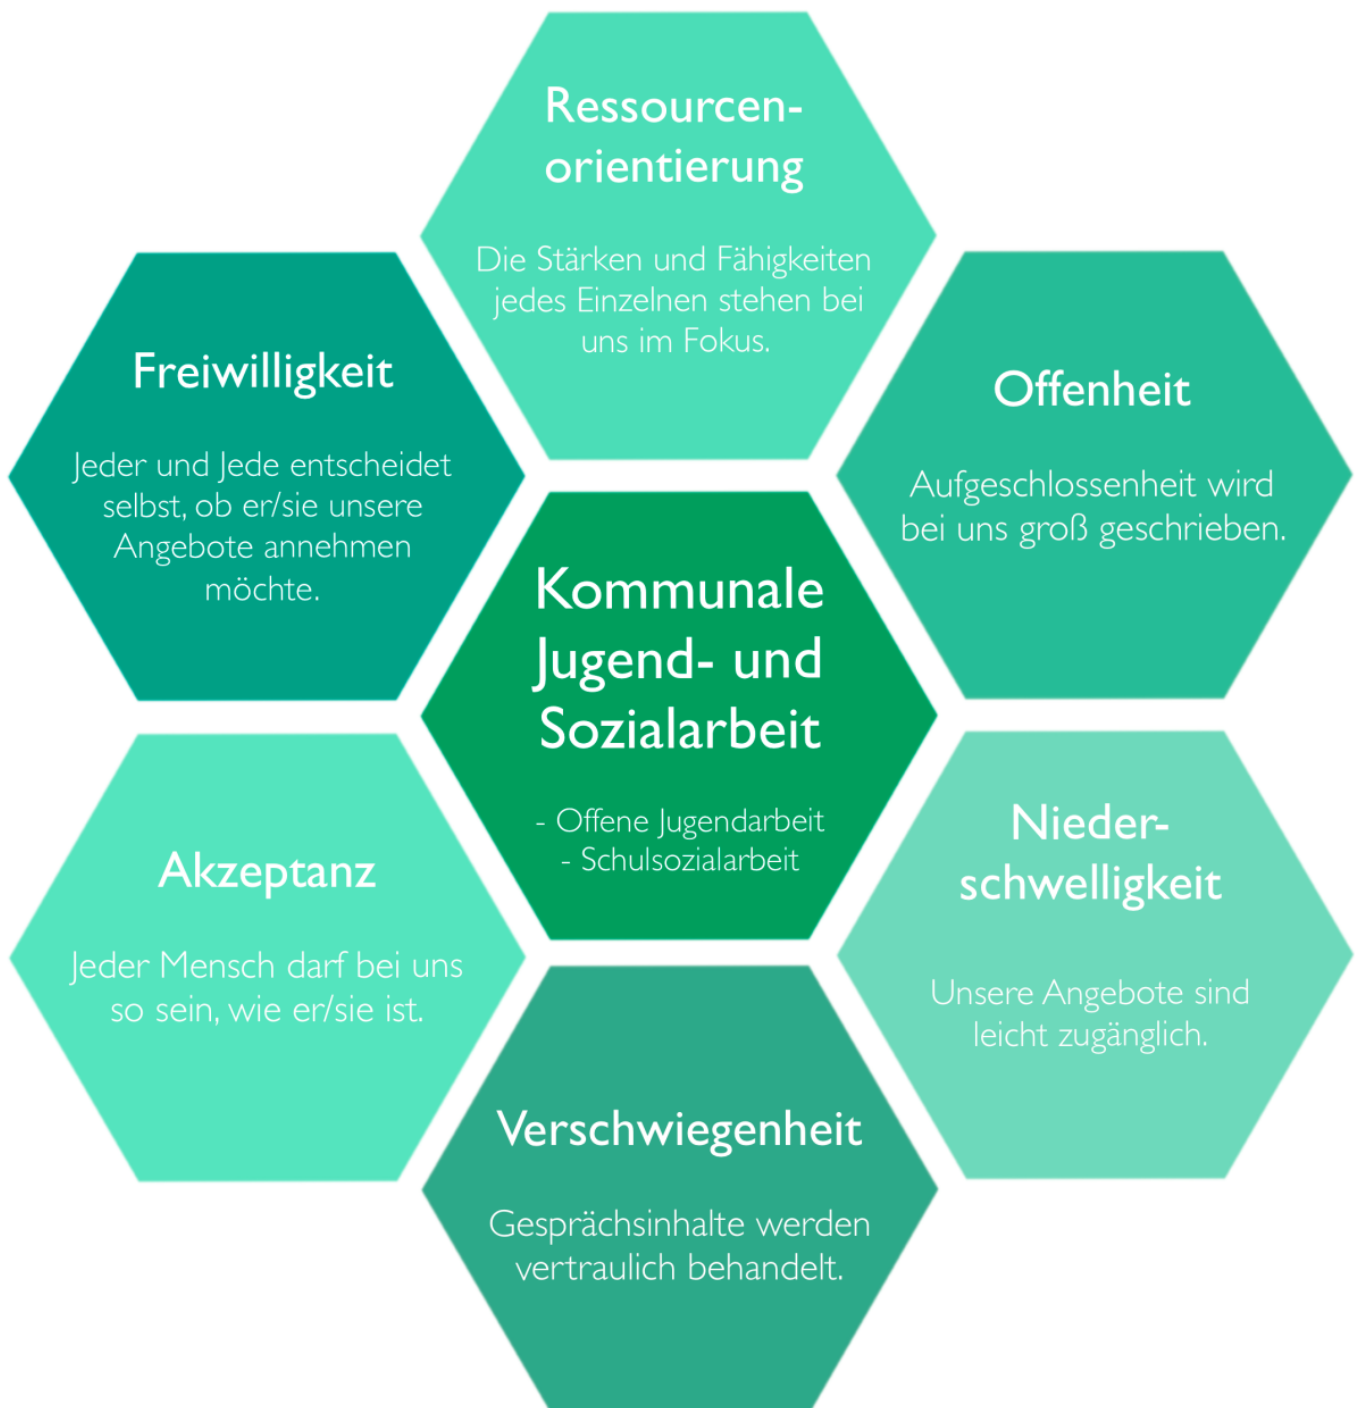 Ressourcen-
orientierung
Die Stärken und Fähigkeiten
jedes Einzelnen stehen bei
uns im Fokus.
Freiwilligkeit
Jeder und Jede entscheidet
selbst, ob er/sie unsere
Angebote annehmen
möchte.
Offenheit
Aufgeschlossenheit wird
bei uns groß geschrieben.
Kommunale
Jugend- und
Sozialarbeit
- Offene Jugendarbeit
- Schulsozialarbeit
Akzeptanz
Jeder Mensch darf bei uns
so sein, wie er/sie ist.
Nieder-
schwelligkeit
Unsere Angebote sind
leicht zugänglich.
Verschwiegenheit
Gesprächsinhalte werden
vertraulich behandelt.